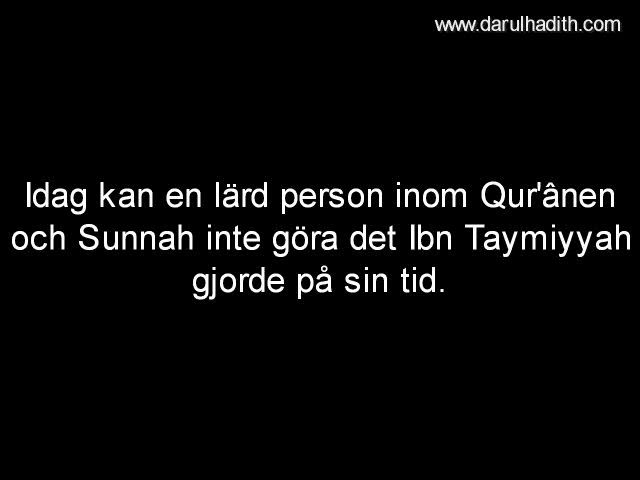 www.darulhadith.com
Idag kan en lärd person inom Qur'ânen
och Sunnah inte göra det Ibn Taymiyyah
gjorde på sin tid.